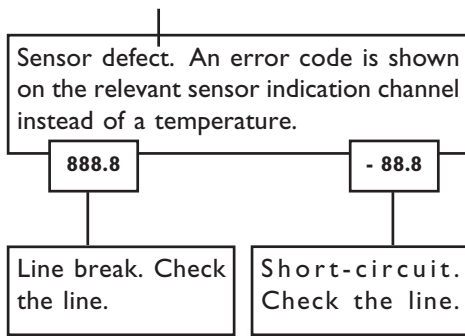 Sensor defect. An error code is shown
on the relevant sensor indication channel
instead of a temperature.
888.8
- 88.8
Line break. Check
the line.
Short-circuit.
Check the line.